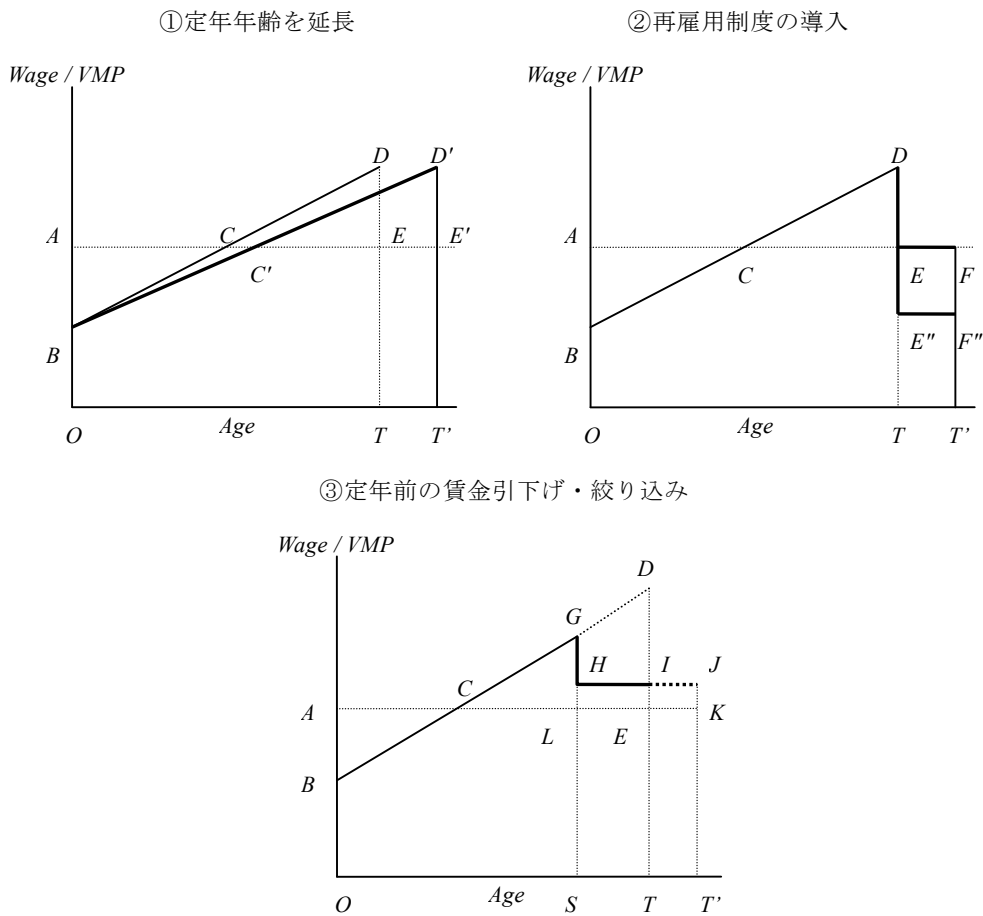 ①定年年齢を延長
Wage / VMP
D D'
A C E E'
C'
B
O Age T T'
②再雇用制度の導入
Wage / VMP
D
A
C E F
B E" F"
O Age T T'
③定年前の賃金引下げ・絞り込み
Wage / VMP
D
G
H I J
C
A K
L E
B
O Age S T T'